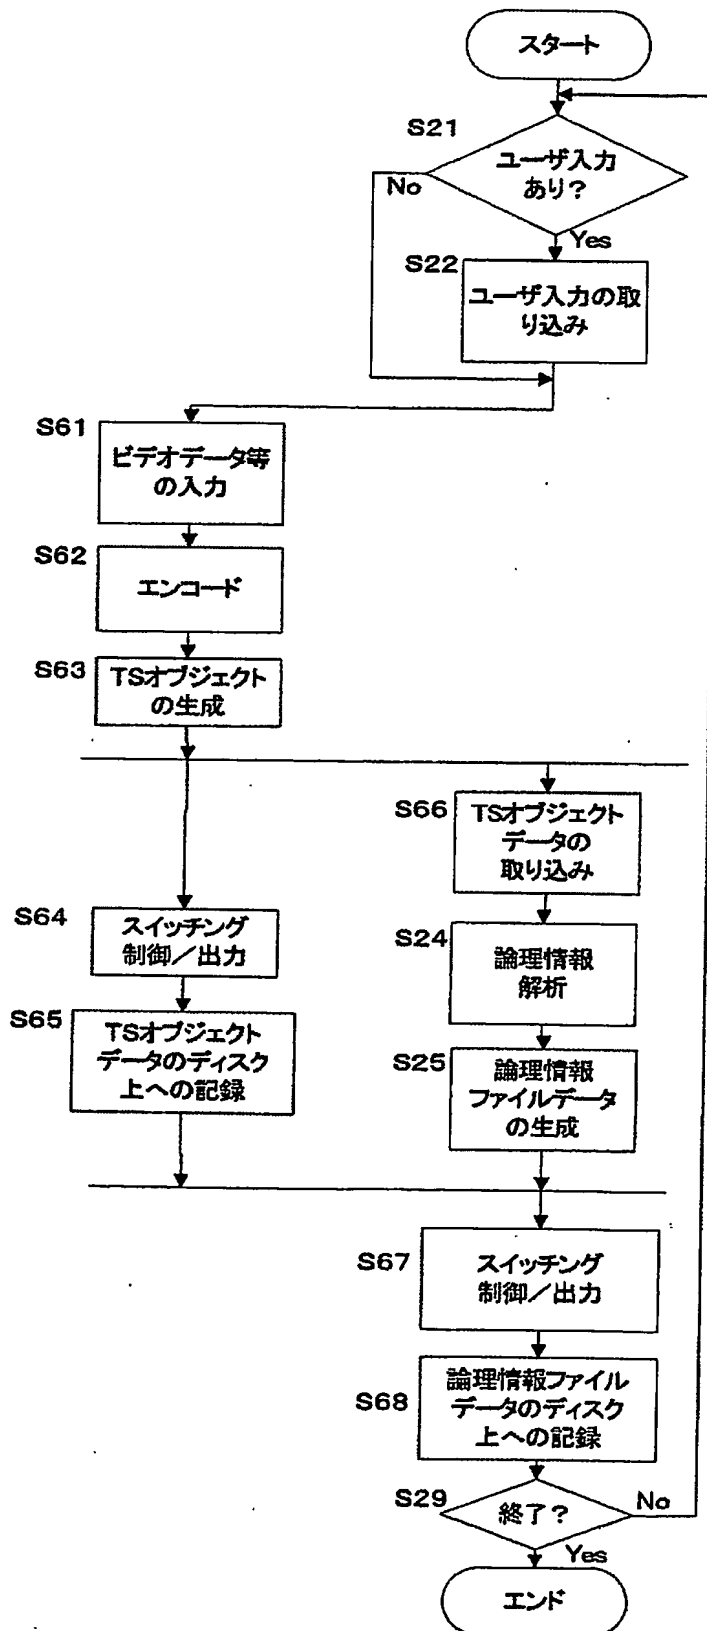 スタート
S21
ユーザ入力
あり?
No
Yes
S22
ユーザ入力の取
り込み
S61
ビデオデータ等
の入力
S62
エンコード
S63
TSオブジェクト
の生成
S66
TSオブジェクト
データの
取り込み
S64
スイッチング
制御/出力
S24
論理情報
解析
S65
TSオブジェクト
データのディスク
上への記録
S25
論理情報
ファイルデータ
の生成
S67
スイッチング
制御/出力
S68
論理情報ファイル
データのディスク
上への記録
S29
終了?
No
Yes
エンド